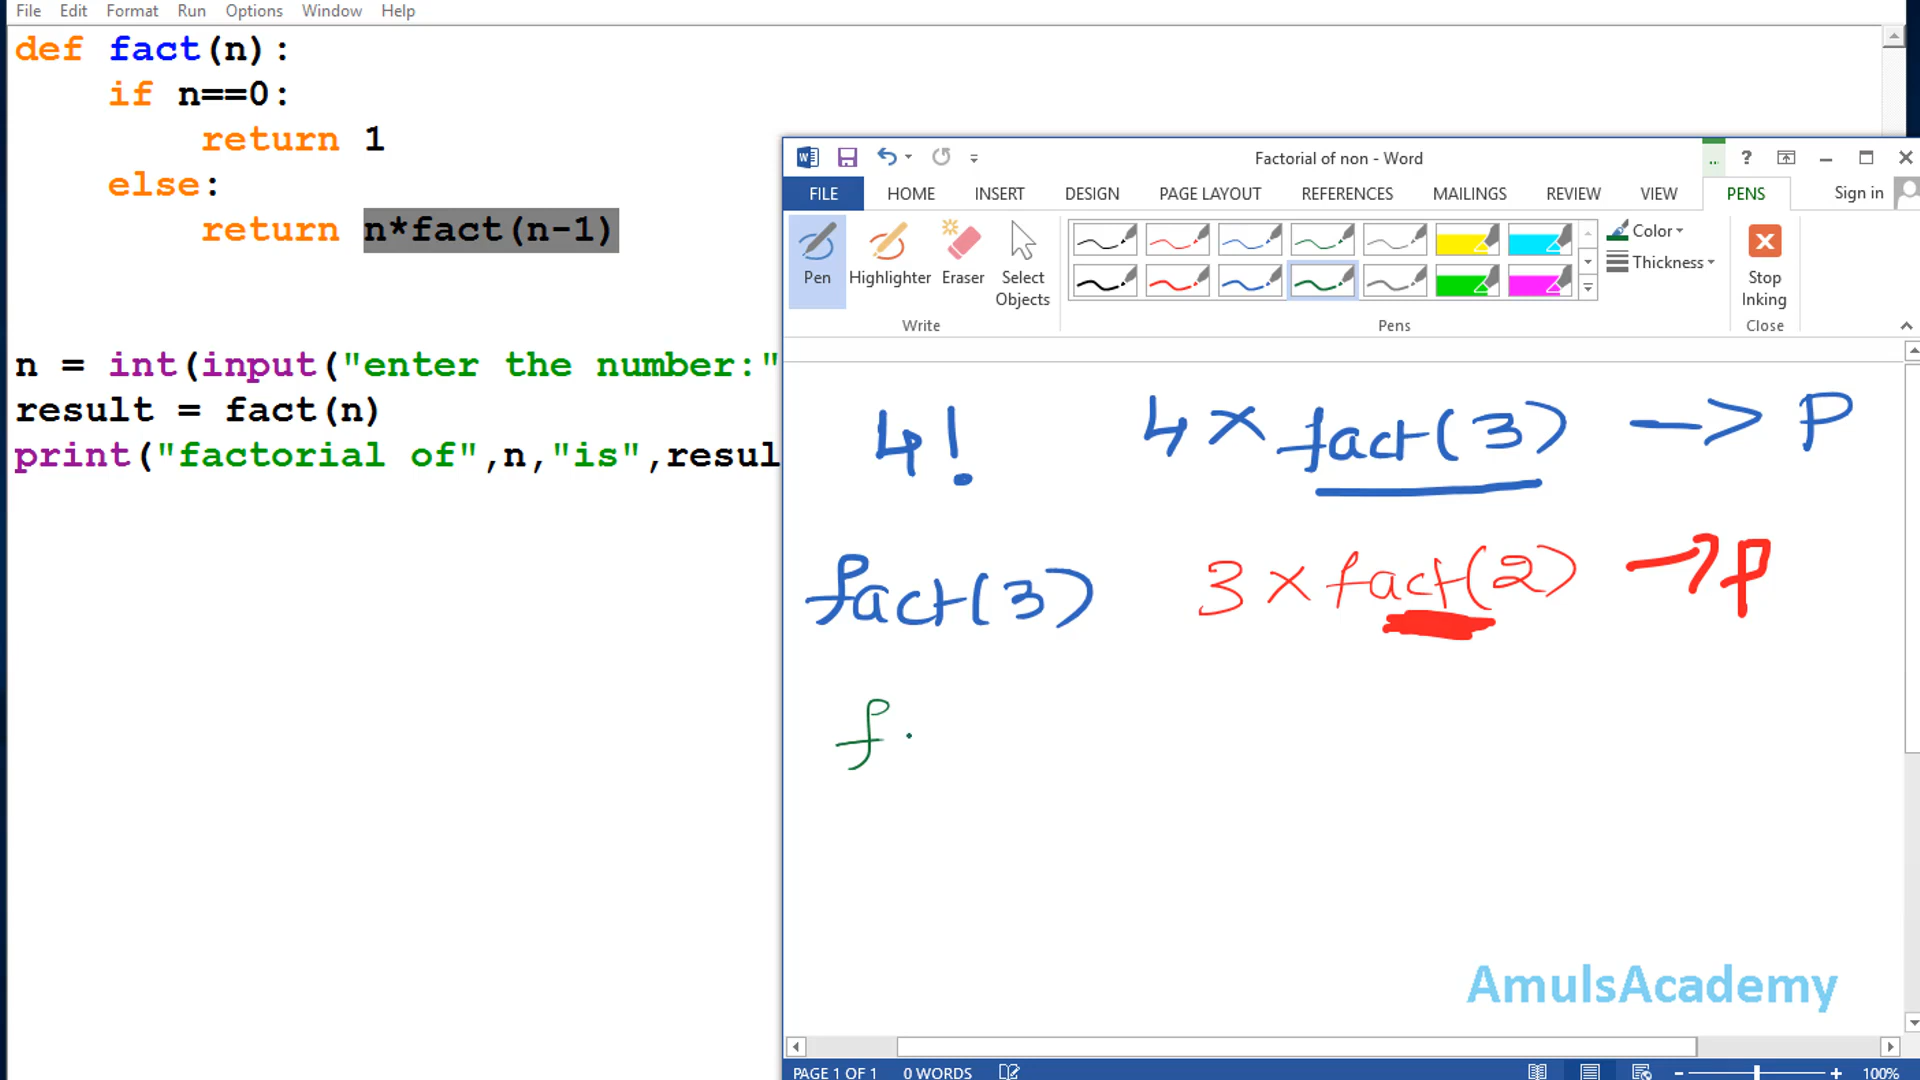 File Edit Format Run Options Window Help
def fact(n):
if n==0:
return 1
else:
return n*fact(n-1)
n = int(input("enter the number:"
result = fact(n)
print("factorial of",n,"is",resul
Factorial of non - Word
... ?
FILE HOME INSERT DESIGN PAGE LAYOUT REFERENCES MAILINGS REVIEW VIEW PENS Sign in
Pen Highlighter Eraser Select Objects
Color
Thickness
Stop Inking
Write Pens Close
4! 4 × fact(3) -> P
fact(3) 3 × fact(2) -> P
f
AmulsAcademy
PAGE 1 OF 1 0 WORDS 100%